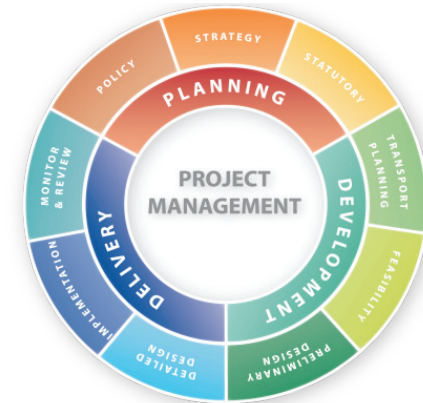 PROJECT
MANAGEMENT
PLANNING
DEVELOPMENT
DELIVERY
POLICY
STRATEGY
STATUTORY
TRANSPORT
PLANNING
FEASIBILITY
PRELIMINARY
DESIGN
DETAILED
DESIGN
IMPLEMENTATION
MONITOR
& REVIEW